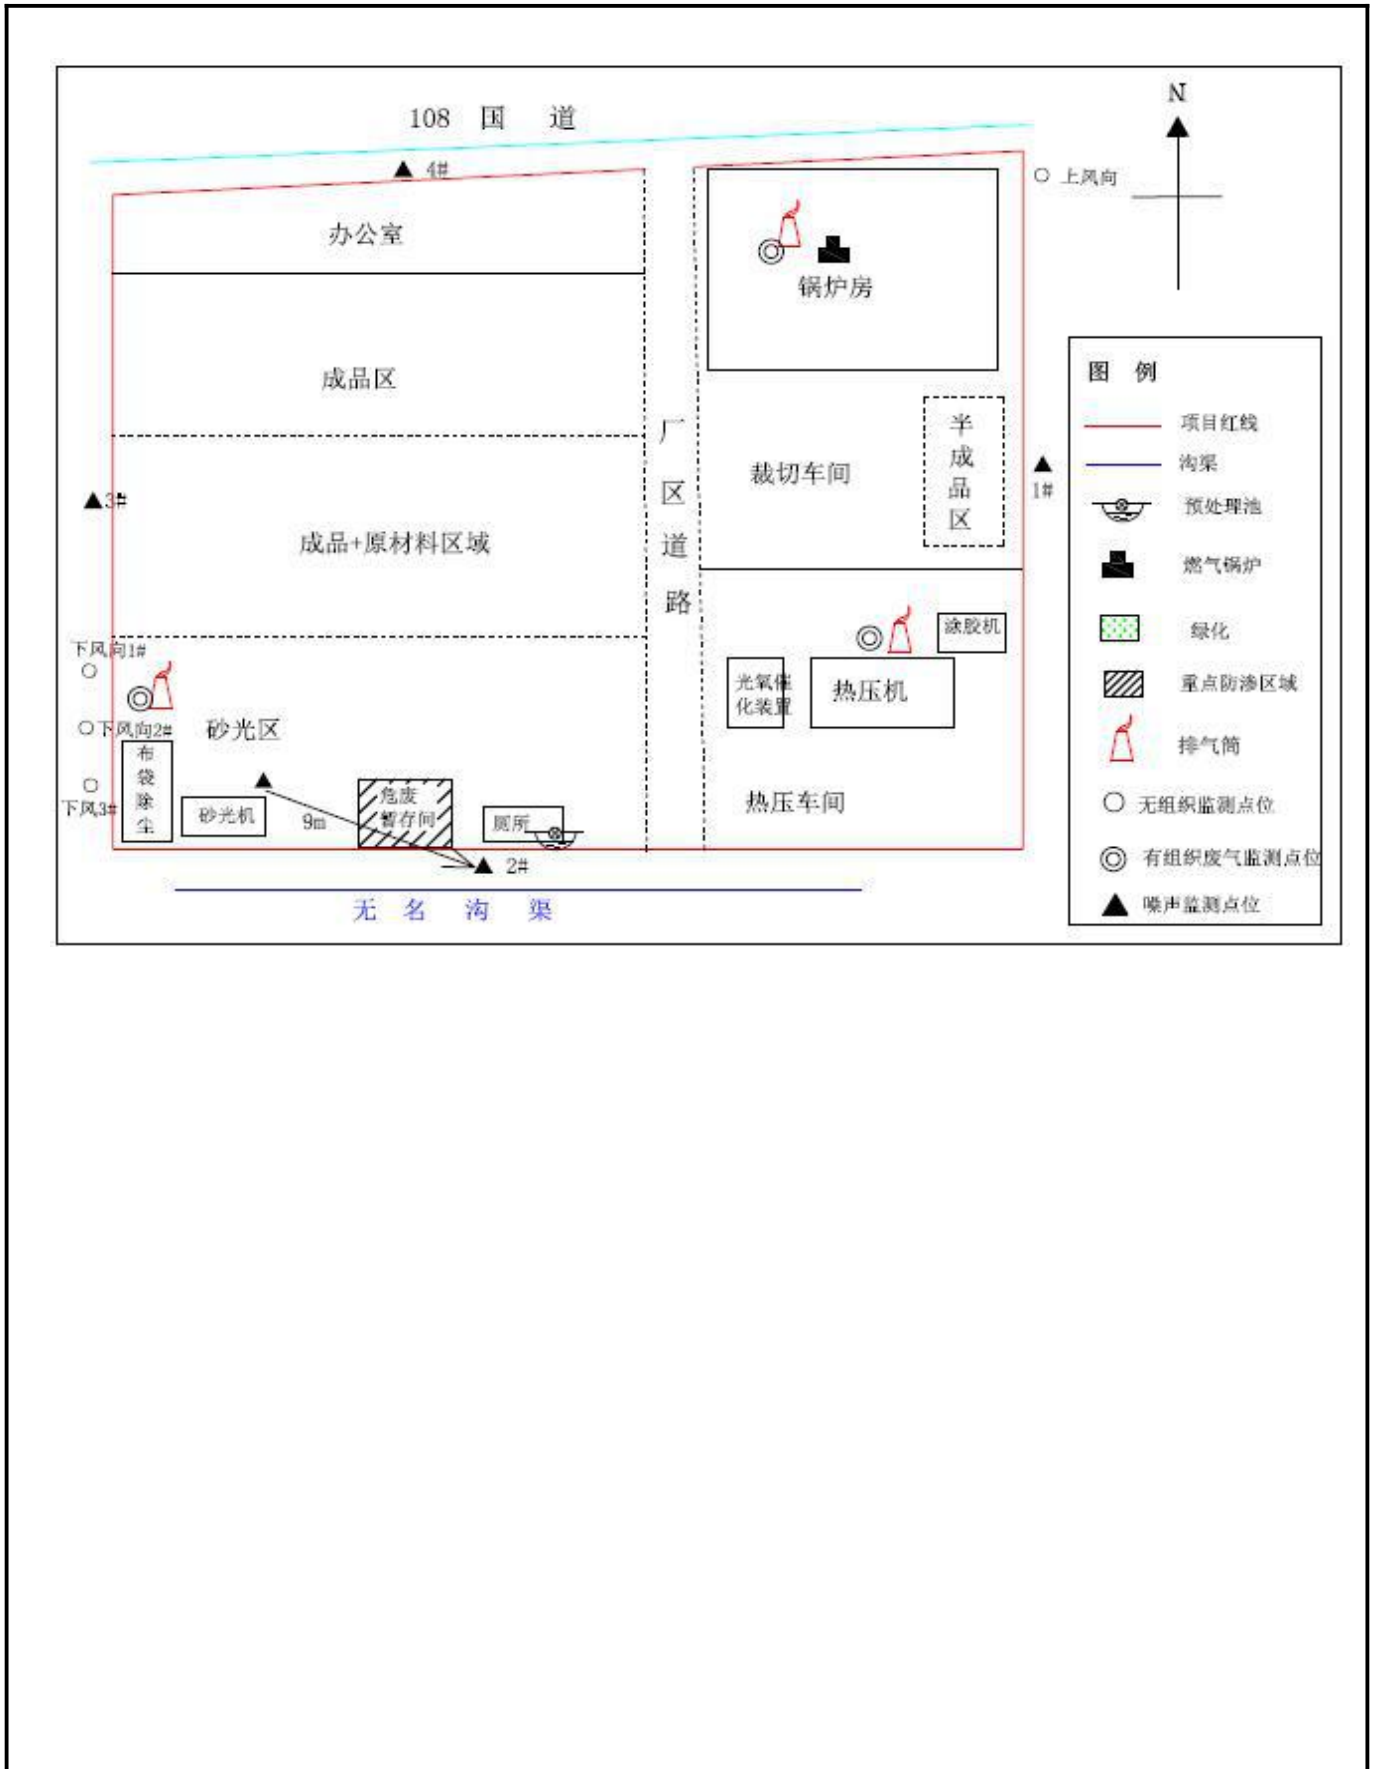 108 国 道
N
4#
上风向
办公室
锅炉房
成品区
厂区道路
裁切车间
半成品区
1#
3#
成品+原材料区域
下风向1#
下风向2#
下风3#
砂光区
布袋除尘
砂光机
9m
危废
暂存间
厕所
2#
涂胶机
光氧催
化装置
热压机
热压车间
无 名 沟 渠
图 例
项目红线
沟渠
预处理池
燃气锅炉
绿化
重点防渗区域
排气筒
无组织监测点位
有组织废气监测点位
噪声监测点位